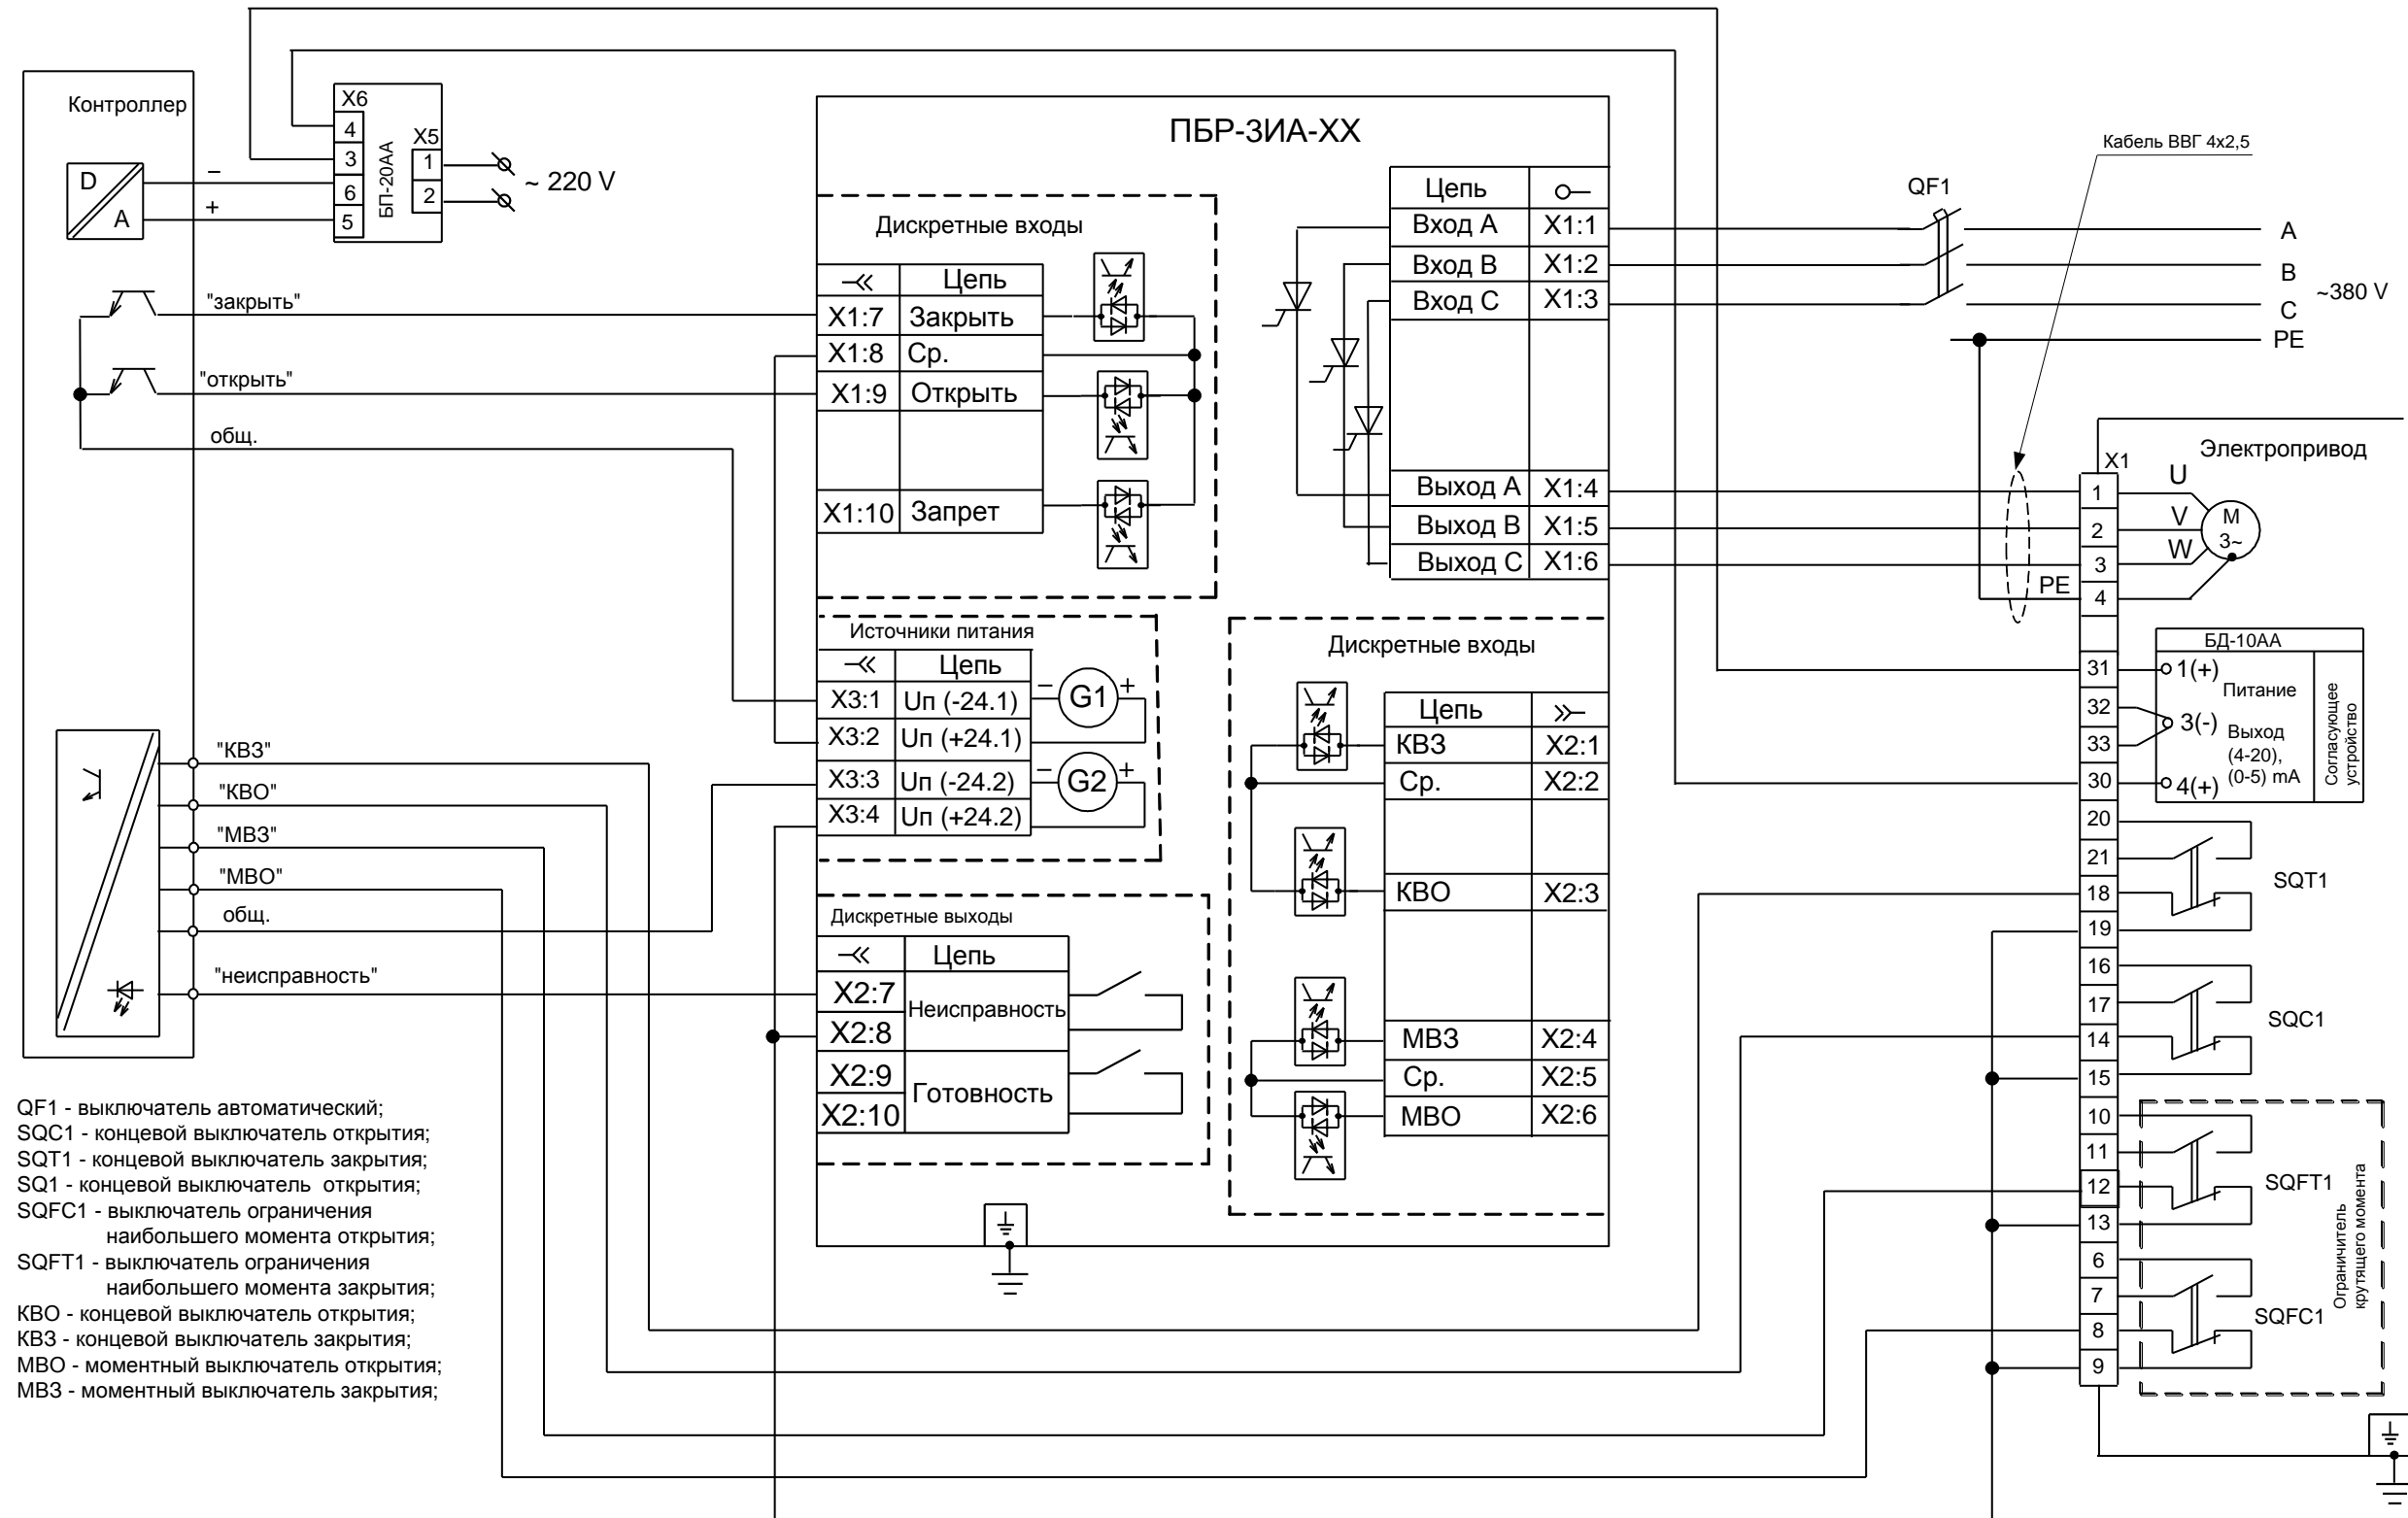 Контроллер
D
A
−
+
X6
4
3
6
5
БП-20АА
X5
1
2
~ 220 V
"закрыть"
"открыть"
общ.
"КВЗ"
"КВО"
"МВЗ"
"МВО"
общ.
"неисправность"
ПБР-3ИА-ХХ
Дискретные входы
Цепь
X1:7 Закрыть
X1:8 Ср.
X1:9 Открыть
X1:10 Запрет
Источники питания
Цепь
X3:1 Uп (-24.1)
X3:2 Uп (+24.1)
X3:3 Uп (-24.2)
X3:4 Uп (+24.2)
− G1 +
− G2 +
Дискретные выходы
Цепь
X2:7
X2:8
Неисправность
X2:9
X2:10
Готовность
Цепь
Вход А X1:1
Вход В X1:2
Вход С X1:3
Выход А X1:4
Выход В X1:5
Выход С X1:6
Дискретные входы
Цепь
КВЗ X2:1
Ср. X2:2
КВО X2:3
МВЗ X2:4
Ср. X2:5
МВО X2:6
Кабель ВВГ 4х2,5
QF1
A
B
C
~380 V
PE
Электропривод
X1
1
2
3
4
31
32
33
30
20
21
18
19
16
17
14
15
10
11
12
13
6
7
8
9
U
V
W
PE
M
3~
БД-10АА
1(+)
Питание
3(-)
Выход
(4-20),
(0-5) mA
4(+)
Согласующее
устройство
SQT1
SQC1
SQFT1
SQFC1
Ограничитель
крутящего момента
QF1 - выключатель автоматический;
SQC1 - концевой выключатель открытия;
SQT1 - концевой выключатель закрытия;
SQ1 - концевой выключатель открытия;
SQFC1 - выключатель ограничения
наибольшего момента открытия;
SQFT1 - выключатель ограничения
наибольшего момента закрытия;
КВО - концевой выключатель открытия;
КВЗ - концевой выключатель закрытия;
МВО - моментный выключатель открытия;
МВЗ - моментный выключатель закрытия;